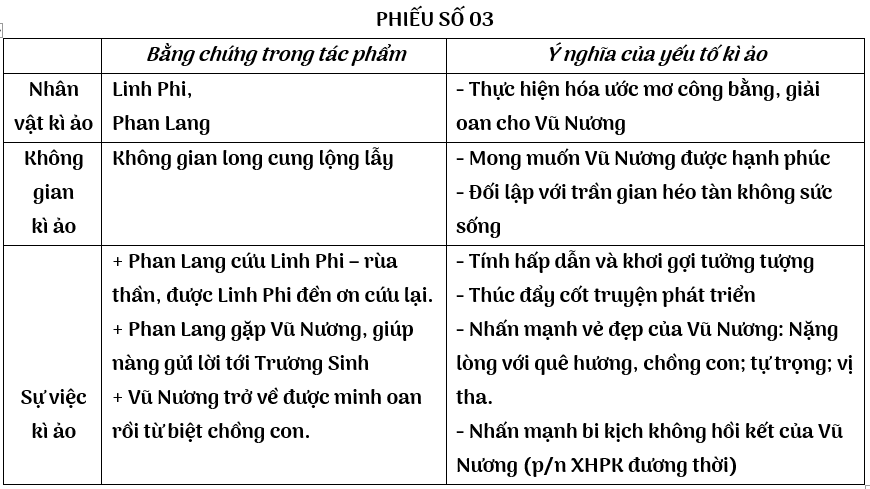 PHIẾU SỐ 03
Bằng chứng trong tác phẩm
Ý nghĩa của yếu tố kì ảo
Nhân
vật kì ảo
Linh Phi,
Phan Lang
- Thực hiện hóa ước mơ công bằng, giải
oan cho Vũ Nương
Không
gian
kì ảo
Không gian long cung lộng lẫy
- Mong muốn Vũ Nương được hạnh phúc
- Đối lập với trần gian héo tàn không sức
sống
Sự việc
kì ảo
+ Phan Lang cứu Linh Phi – rùa
thần, được Linh Phi đền ơn cứu lại.
+ Phan Lang gặp Vũ Nương, giúp
nàng gửi lời tới Trương Sinh
+ Vũ Nương trở về được minh oan
rồi từ biệt chồng con.
- Tính hấp dẫn và khơi gợi tưởng tượng
- Thúc đẩy cốt truyện phát triển
- Nhấn mạnh vẻ đẹp của Vũ Nương: Nặng
lòng với quê hương, chồng con; tự trọng; vị
tha.
- Nhấn mạnh bi kịch không hồi kết của Vũ
Nương (p/n XHPK đương thời)